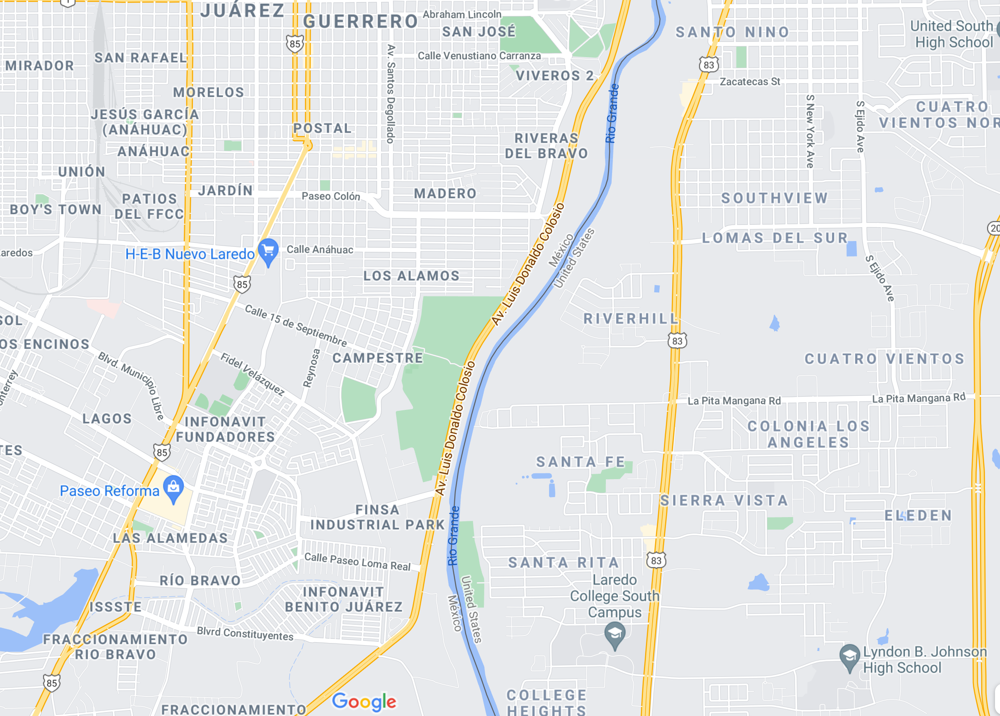 1
JUÁREZ
GUERRERO
Abraham Lincoln
SAN JOSÉ
SANTO NINO
United South
High School
85
Av. Santos Degollado
Calle Venustiano Carranza
MIRADOR
SAN RAFAEL
83
VIVEROS 2
Zacatecas St
MORELOS
Rio Grande
S New York Ave
S Ejido Ave
CUATRO
VIENTOS NOR
JESÚS GARCÍA
(ANÁHUAC)
POSTAL
RIVERAS
DEL BRAVO
ANÁHUAC
UNIÓN
JARDÍN
Paseo Colón
MADERO
SOUTHVIEW
PATIOS
DEL FFCC
BOY'S TOWN
Av. Luis Donaldo Colosio
20
México
United States
LOMAS DEL SUR
aredos
H-E-B Nuevo Laredo
Calle Anáhuac
S Ejido Ave
85
LOS ALAMOS
Calle 15 de Septiembre
SOL
RIVERHILL
83
OS ENCINOS
Blvd. Municipio Libre
Fidel Velázquez
Reynosa
CAMPESTRE
CUATRO VIENTOS
Av. Luis Donaldo Colosio
onterrey
La Pita Mangana Rd
La Pita Mangana Rd
LAGOS
INFONAVIT
FUNDADORES
COLONIA LOS
ANGELES
TES
85
SANTA FE
Paseo Reforma
SIERRA VISTA
FINSA
INDUSTRIAL PARK
Rio Grande
ELEDEN
LAS ALAMEDAS
Calle Paseo Loma Real
SANTA RITA
83
RÍO BRAVO
Laredo
College South
Campus
INFONAVIT
BENITO JUÁREZ
United States
México
ISSSTE
Blvrd Constituyentes
FRACCIONAMIENTO
RIO BRAVO
Lyndon B. Johnson
High School
85
Google
COLLEGE
HEIGHTS
FRACCIONAMIENTO